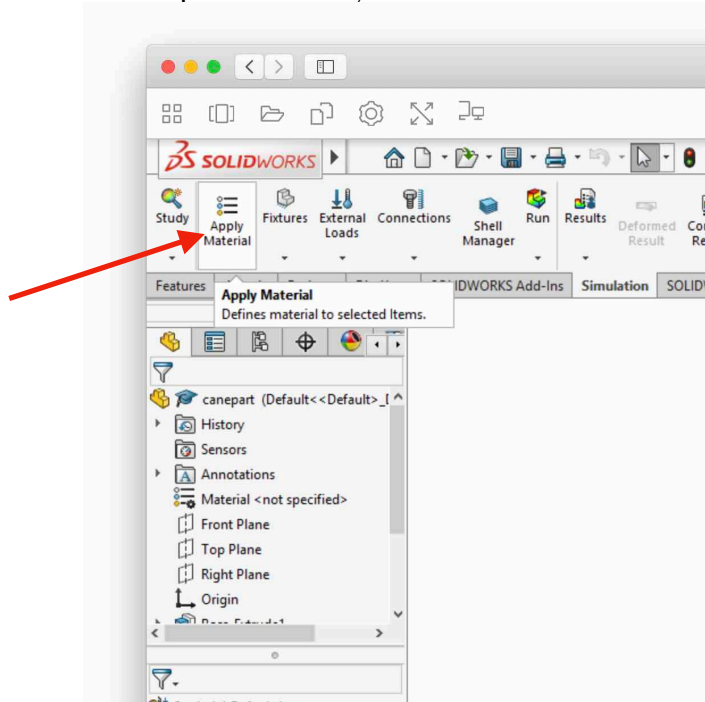 SOLIDWORKS
Study
Apply Material
Fixtures
External Loads
Connections
Shell Manager
Run
Results
Deformed Result
Features
IDWORKS Add-Ins
Simulation
SOLID
Apply Material
Defines material to selected Items.
canepart (Default<<Default>_
History
Sensors
Annotations
Material <not specified>
Front Plane
Top Plane
Right Plane
Origin